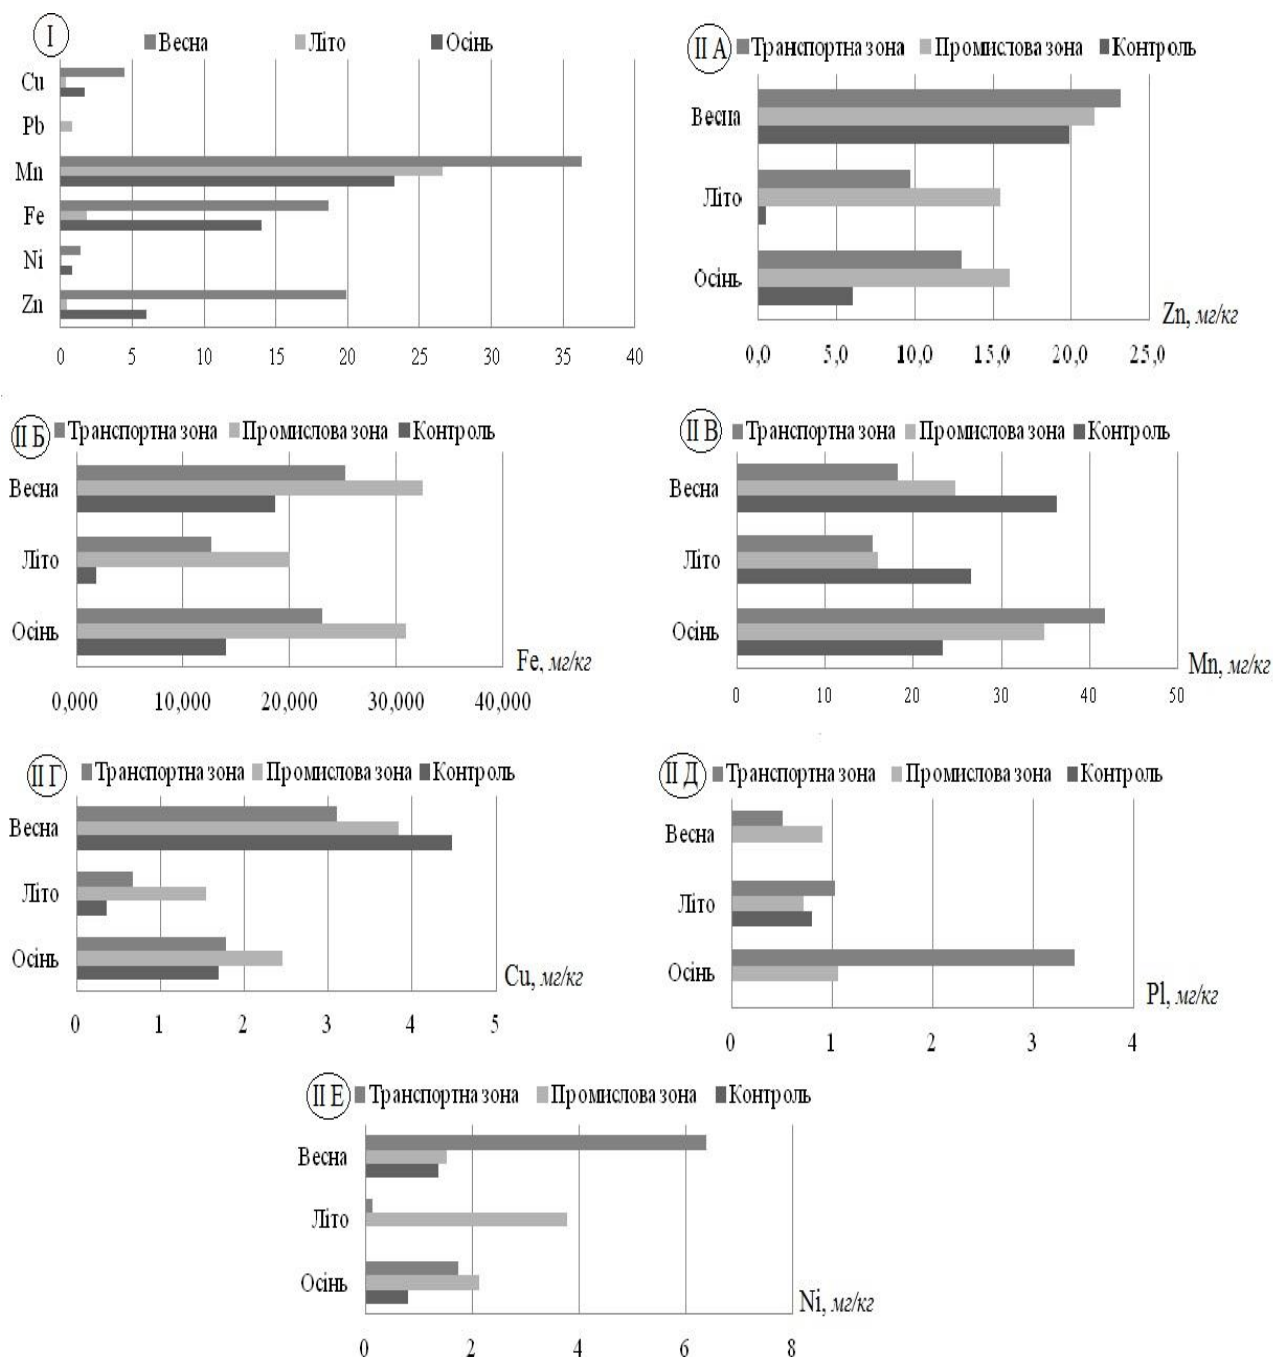 I
Весна Літо Осінь
Cu
Pb
Mn
Fe
Ni
Zn
0 5 10 15 20 25 30 35 40
II А
Транспортна зона Промислова зона Контроль
Весна
Літо
Осінь
Zn, мг/кг
0,0 5,0 10,0 15,0 20,0 25,0
II Б
Транспортна зона Промислова зона Контроль
Весна
Літо
Осінь
Fe, мг/кг
0,000 10,000 20,000 30,000 40,000
II В
Транспортна зона Промислова зона Контроль
Весна
Літо
Осінь
Mn, мг/кг
0 10 20 30 40 50
II Г
Транспортна зона Промислова зона Контроль
Весна
Літо
Осінь
Cu, мг/кг
0 1 2 3 4 5
II Д
Транспортна зона Промислова зона Контроль
Весна
Літо
Осінь
Pl, мг/кг
0 1 2 3 4
II Е
Транспортна зона Промислова зона Контроль
Весна
Літо
Осінь
Ni, мг/кг
0 2 4 6 8